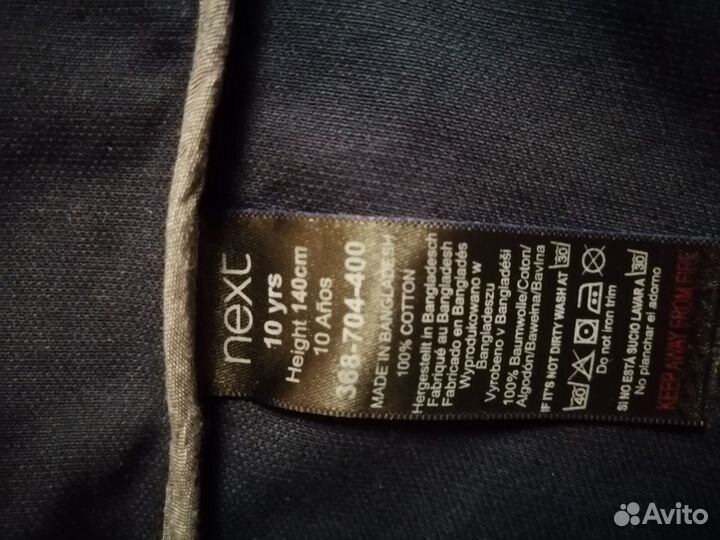 next
10 yrs
Height 140cm
10 Años
368-704-400
MADE IN BANGLADESH
100% COTTON
Hergestellt in Bangladesch
Fabriqué au Bangladesh
Fabricado en Bangladés
Wyprodukowano w
Bangladeszu
Vyrobeno v Bangladéši
100% Baumwolle/Coton/
Algodón/Bawełna/Bavlna
IF IT'S NOT DIRTY WASH AT 30
40
Do not iron trim
SI NO ESTÁ SUCIO LAVAR A 30
No planchar el adorno
KEEP AWAY FROM FIRE
Avito